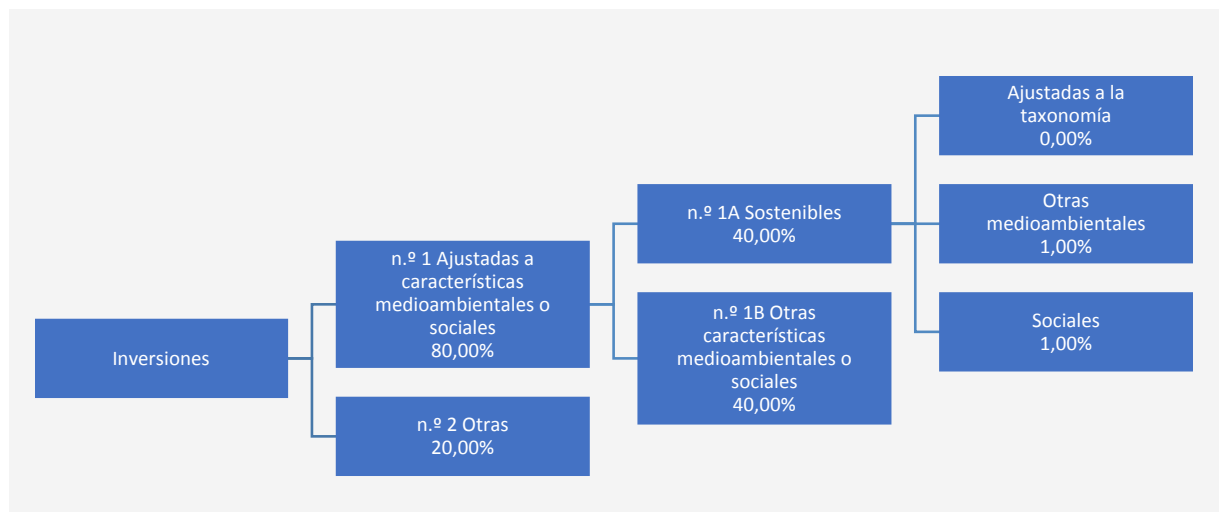 Inversiones
n.º 1 Ajustadas a
características
medioambientales o
sociales
80,00%
n.º 2 Otras
20,00%
n.º 1A Sostenibles
40,00%
n.º 1B Otras
características
medioambientales o
sociales
40,00%
Ajustadas a la
taxonomía
0,00%
Otras
medioambientales
1,00%
Sociales
1,00%